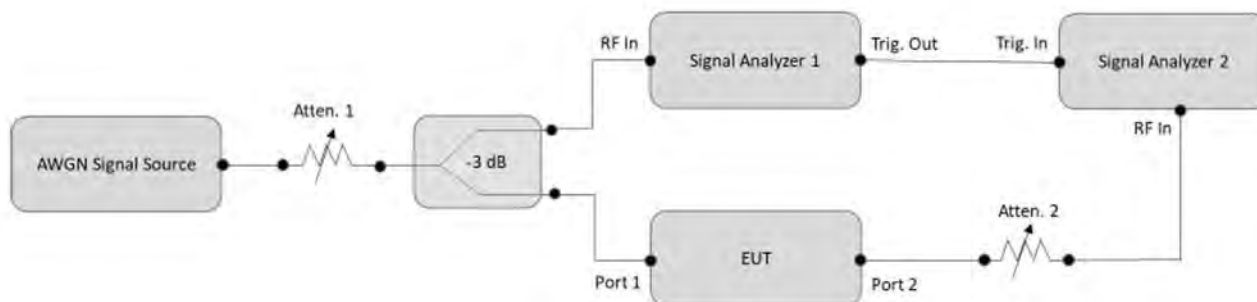 RF In
Signal Analyzer 1
Trig. Out
Trig. In
Signal Analyzer 2
RF In
Atten. 1
AWGN Signal Source
-3 dB
Atten. 2
EUT
Port 1
Port 2